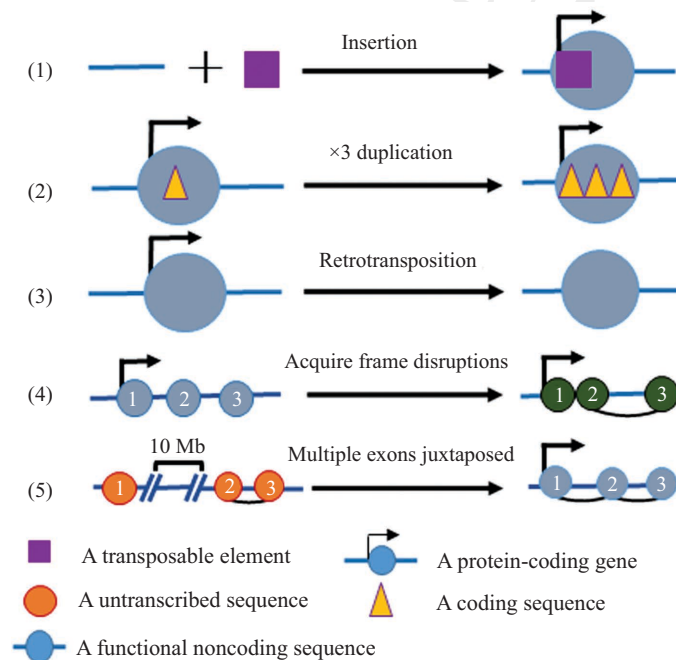 (1)
Insertion
(2)
×3 duplication
(3)
Retrotransposition
(4)
Acquire frame disruptions
1 2 3
1 2 3
(5)
10 Mb
Multiple exons juxtaposed
1 2 3
1 2 3
A transposable element
A protein-coding gene
A untranscribed sequence
A coding sequence
A functional noncoding sequence